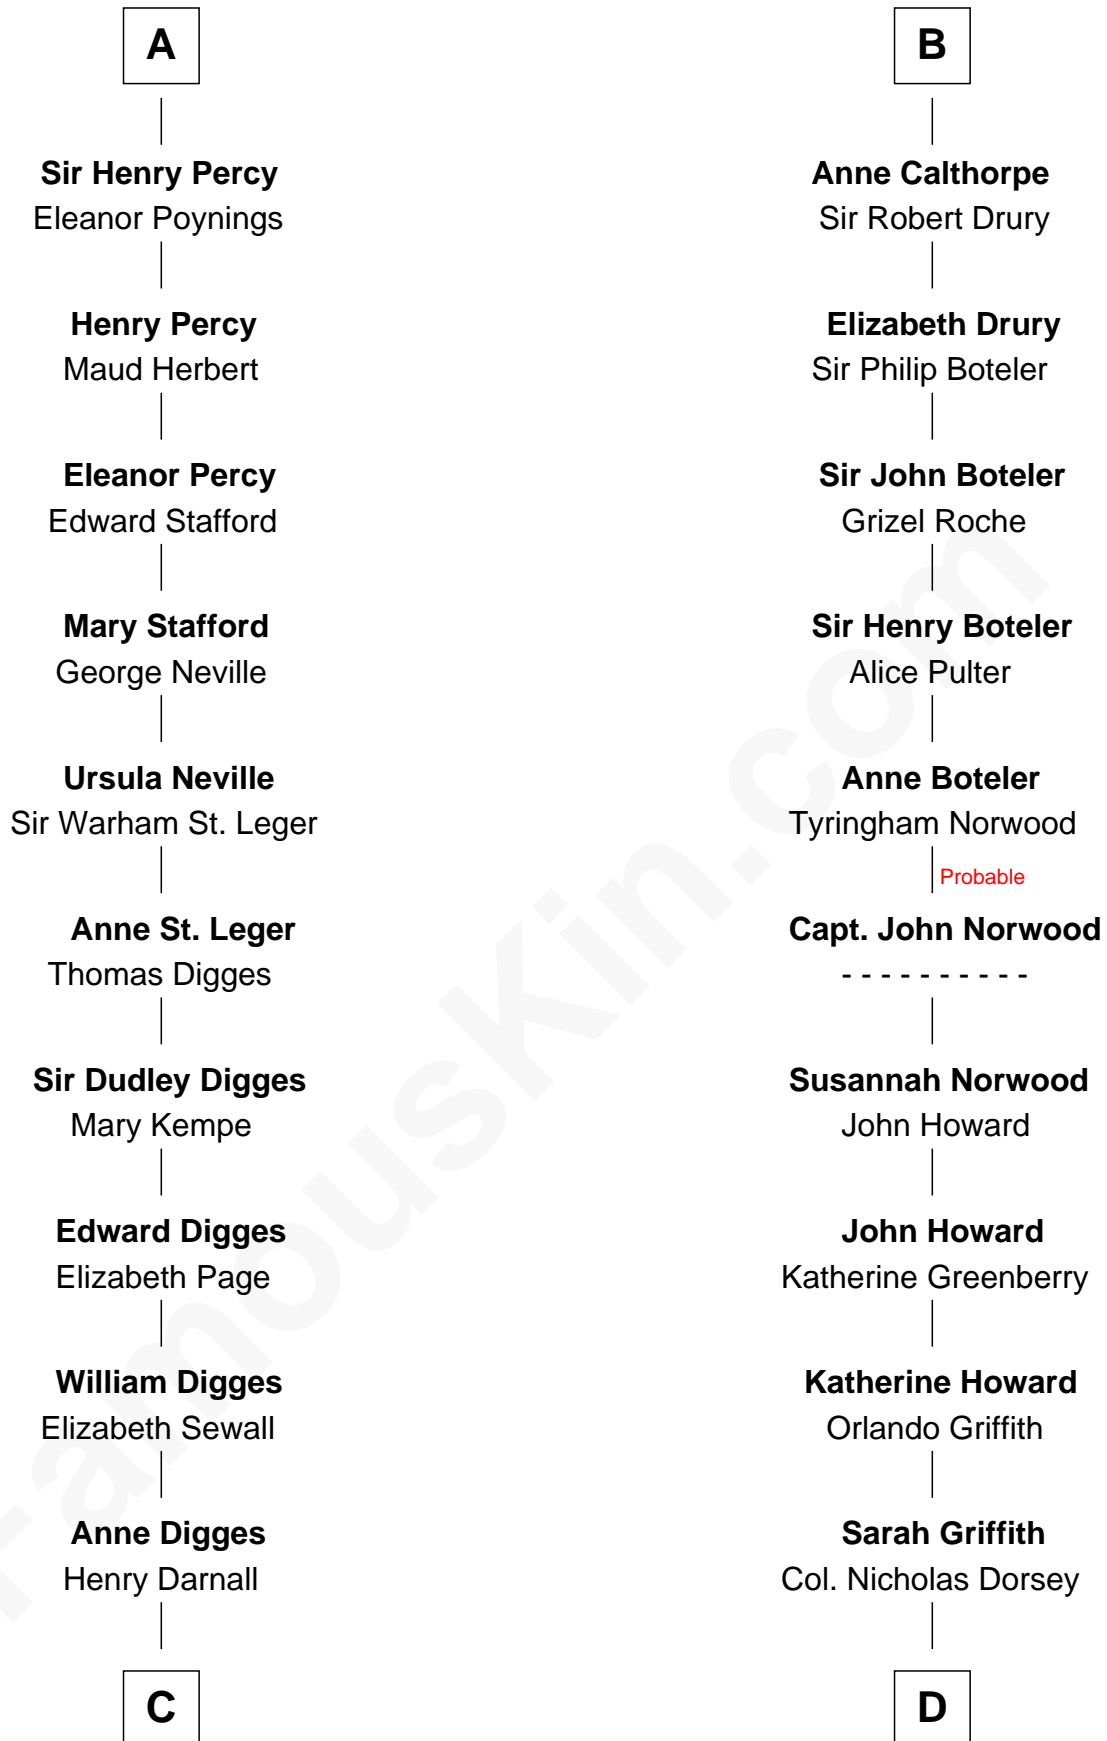 A
Sir Henry Percy
Eleanor Poynings
Henry Percy
Maud Herbert
Eleanor Percy
Edward Stafford
Mary Stafford
George Neville
Ursula Neville
Sir Warham St. Leger
Anne St. Leger
Thomas Digges
Sir Dudley Digges
Mary Kempe
Edward Digges
Elizabeth Page
William Digges
Elizabeth Sewall
Anne Digges
Henry Darnall
C
B
Anne Calthorpe
Sir Robert Drury
Elizabeth Drury
Sir Philip Boteler
Sir John Boteler
Grizel Roche
Sir Henry Boteler
Alice Pulter
Anne Boteler
Tyringham Norwood
Probable
Capt. John Norwood
- - - - - - - - - -
Susannah Norwood
John Howard
John Howard
Katherine Greenberry
Katherine Howard
Orlando Griffith
Sarah Griffith
Col. Nicholas Dorsey
D
FamousKin.com